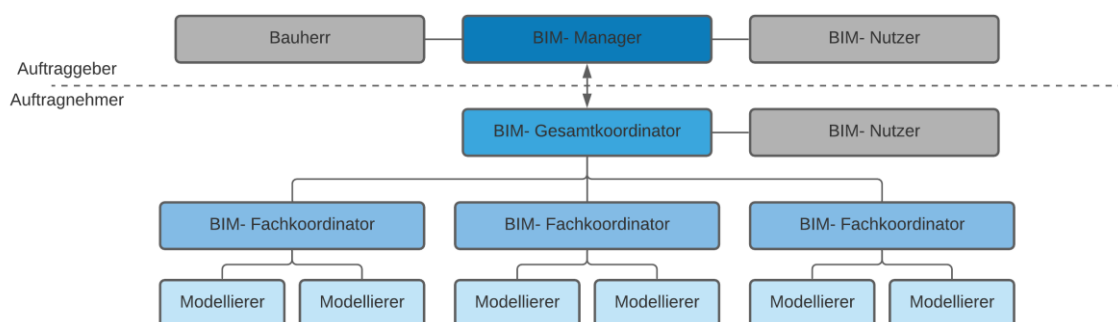 Bauherr
BIM- Manager
BIM- Nutzer
Auftraggeber
Auftragnehmer
BIM- Gesamtkoordinator
BIM- Nutzer
BIM- Fachkoordinator
BIM- Fachkoordinator
BIM- Fachkoordinator
Modellierer
Modellierer
Modellierer
Modellierer
Modellierer
Modellierer